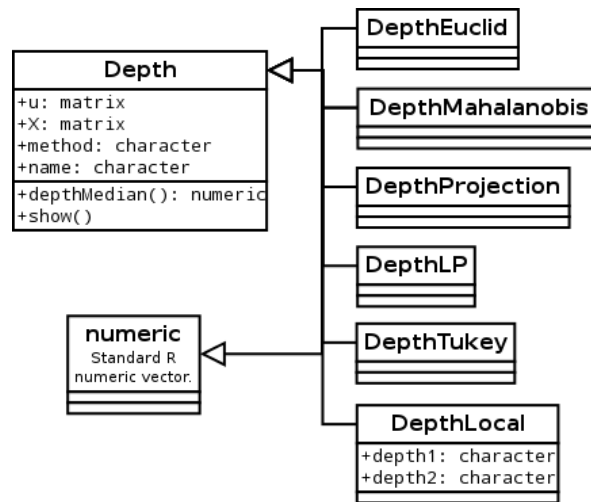 Depth
+u: matrix
+X: matrix
+method: character
+name: character
+depthMedian(): numeric
+show()
numeric
Standard R
numeric vector.
DepthEuclid
DepthMahalanobis
DepthProjection
DepthLP
DepthTukey
DepthLocal
+depth1: character
+depth2: character